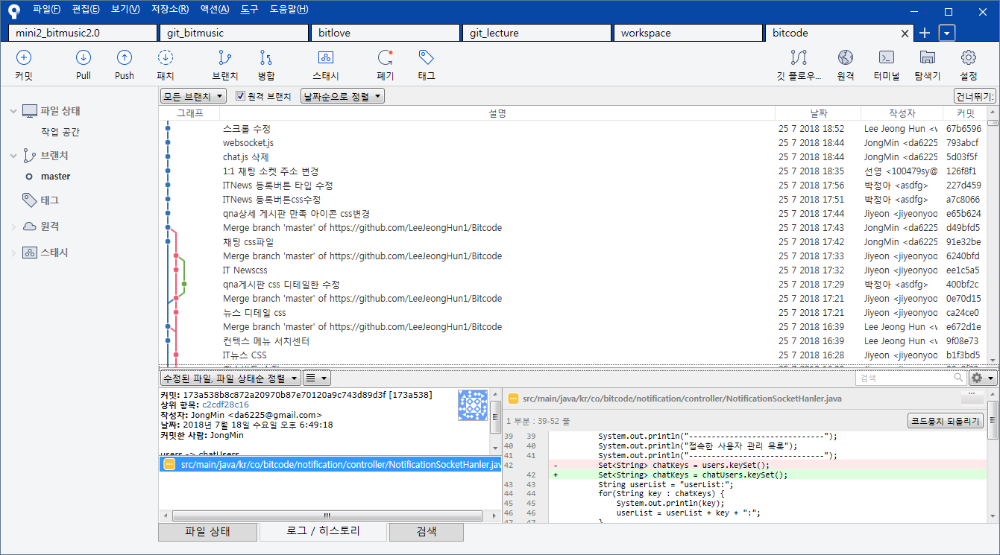 파일(F) 편집(E) 보기(V) 저장소(R) 액션(A) 도구 도움말(H)
mini2_bitmusic2.0 git_bitmusic bitlove git_lecture workspace bitcode
커밋 Pull Push 패치 브랜치 병합 스태시 폐기 태그 깃 플로우... 원격 터미널 탐색기 설정
모든 브랜치 원격 브랜치 날짜순으로 정렬 건너뛰기:
파일 상태
작업 공간
브랜치
master
태그
원격
스태시
그래프 설명 날짜 작성자 커밋
스크롤 수정 25 7 2018 18:52 Lee Jeong Hun <v 67b6596
websocket.js 25 7 2018 18:44 JongMin <da6225 793abcf
chat.js 삭제 25 7 2018 18:44 JongMin <da6225 5d03f5f
1:1 채팅 소켓 주소 변경 25 7 2018 18:35 선영 <100479sy@ 126f8f1
ITNews 등록버튼 타입 수정 25 7 2018 17:56 박정아 <asdfg> 227d459
ITNews 등록버튼css수정 25 7 2018 17:51 박정아 <asdfg> a7c8066
qna상세 게시판 만족 아이콘 css변경 25 7 2018 17:44 Jiyeon <jiyeonyoo e65b624
Merge branch 'master' of https://github.com/LeeJeongHun1/Bitcode 25 7 2018 17:43 JongMin <da6225 d49bfd5
채팅 css파일 25 7 2018 17:42 JongMin <da6225 91e32be
Merge branch 'master' of https://github.com/LeeJeongHun1/Bitcode 25 7 2018 17:33 Jiyeon <jiyeonyoo 6240bfd
IT Newscss 25 7 2018 17:32 Jiyeon <jiyeonyoo ee1c5a5
qna게시판 css 디테일한 수정 25 7 2018 17:29 박정아 <asdfg> 400bf2c
Merge branch 'master' of https://github.com/LeeJeongHun1/Bitcode 25 7 2018 17:21 Jiyeon <jiyeonyoo 0e70d15
뉴스 디테일 css 25 7 2018 17:21 Jiyeon <jiyeonyoo ca24ce0
Merge branch 'master' of https://github.com/LeeJeongHun1/Bitcode 25 7 2018 16:39 Lee Jeong Hun <v e672d1e
컨텍스 메뉴 서치센터 25 7 2018 16:39 Lee Jeong Hun <v 9f08e73
IT뉴스 CSS 25 7 2018 16:28 Jiyeon <jiyeonyoo b1f3bd5
수정된 파일, 파일 상태순 정렬 검색
커밋: 173a538b8c872a20970b87e70120a9c743d89d3f [173a538]
상위 항목: c2cdf28c16
작성자: JongMin <da6225@gmail.com>
날짜: 2018년 7월 18일 수요일 오후 6:49:18
커밋한 사람: JongMin
users -> chatUsers
src/main/java/kr/co/bitcode/notification/controller/NotificationSocketHanler.jav
src/main/java/kr/co/bitcode/notification/controller/NotificationSocketHanler.java
1 부분 : 39-52 줄 코드뭉치 되돌리기
39 39 System.out.println("------------------------------");
40 40 System.out.println("접속한 사용자 관리 목록");
41 41 System.out.println("------------------------------");
42 - Set<String> chatKeys = users.keySet();
42 + Set<String> chatKeys = chatUsers.keySet();
43 43 String userList = "userList:";
44 44 for(String key : chatKeys) {
45 45 System.out.println(key);
46 46 userList = userList + key + ":";
47 47 }
파일 상태 로그 / 히스토리 검색